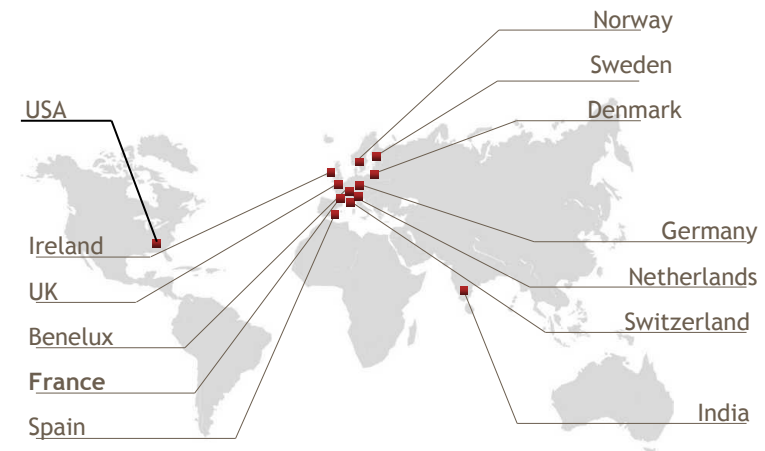 Norway
Sweden
USA
Denmark
Germany
Ireland
Netherlands
UK
Switzerland
Benelux
France
India
Spain